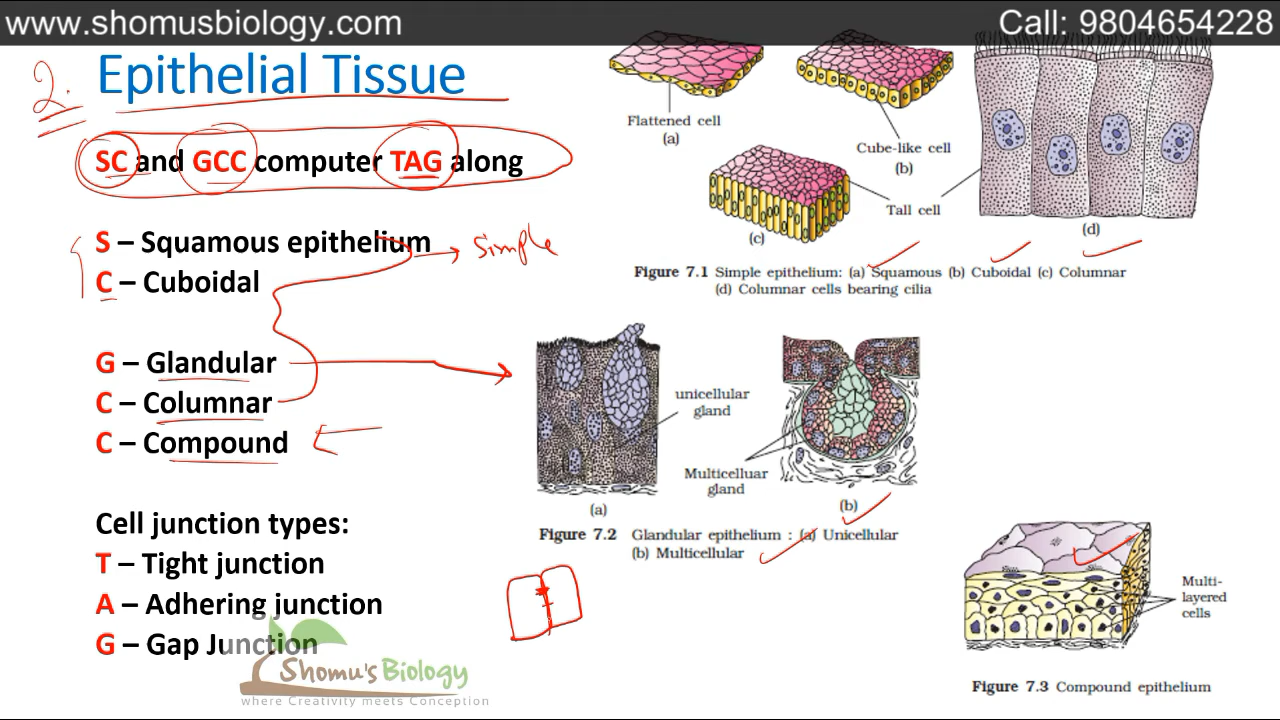 www.shomusbiology.com
Call: 9804654228
2.
Epithelial Tissue
SC and GCC computer TAG along
S – Squamous epithelium
simple
C – Cuboidal
G – Glandular
C – Columnar
C – Compound
Cell junction types:
T – Tight junction
A – Adhering junction
G – Gap Junction
Shomu's Biology
where Creativity meets Conception
Flattened cell
(a)
Cube-like cell
(b)
Tall cell
(c)
(d)
Figure 7.1 Simple epithelium: (a) Squamous (b) Cuboidal (c) Columnar
(d) Columnar cells bearing cilia
unicellular
gland
Multicelluar
gland
(a)
(b)
Figure 7.2 Glandular epithelium : (a) Unicellular
(b) Multicellular
Multi-
layered
cells
Figure 7.3 Compound epithelium